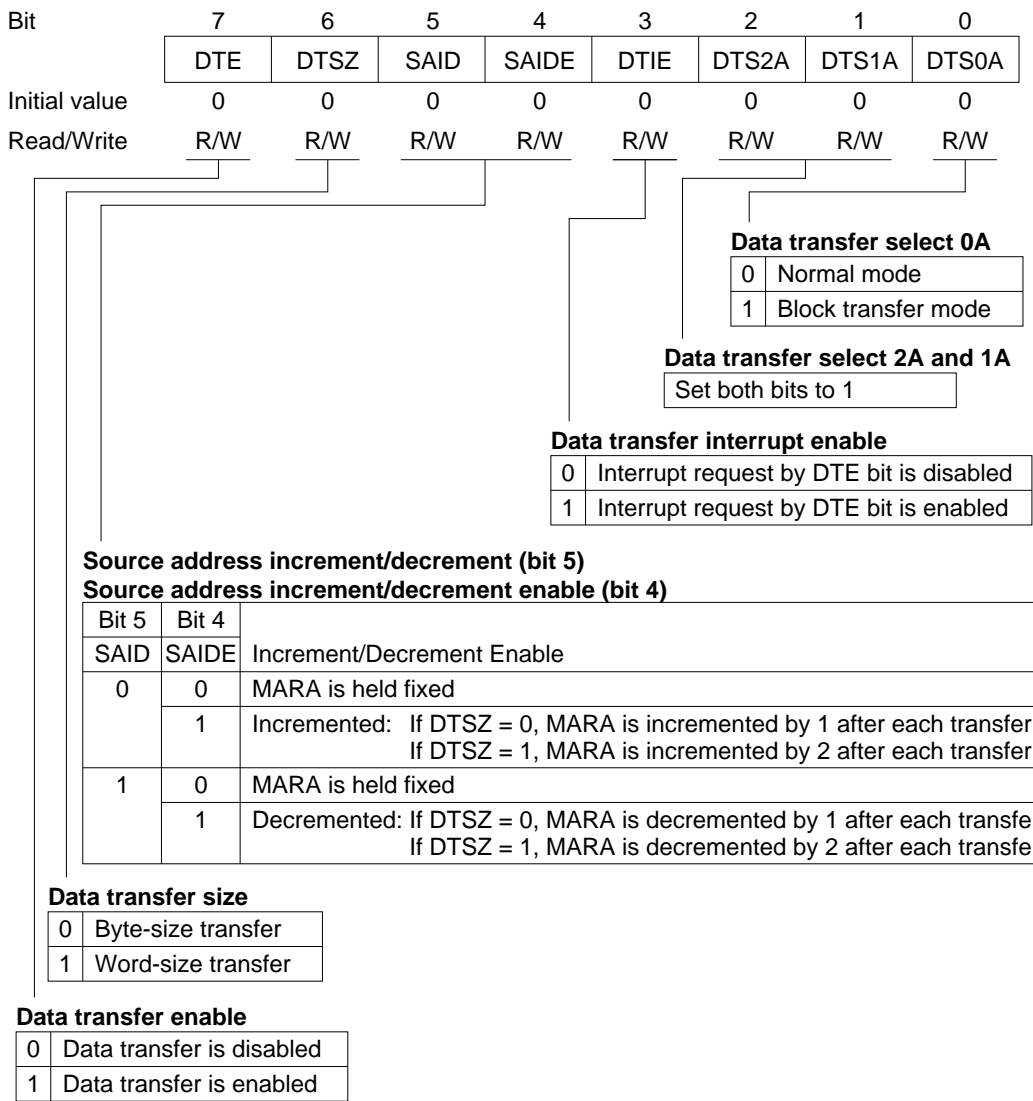 Bit 7 6 5 4 3 2 1 0
DTE DTSZ SAID SAIDE DTIE DTS2A DTS1A DTS0A
Initial value 0 0 0 0 0 0 0 0
Read/Write R/W R/W R/W R/W R/W R/W R/W R/W
Data transfer select 0A
0 Normal mode
1 Block transfer mode
Data transfer select 2A and 1A
Set both bits to 1
Data transfer interrupt enable
0 Interrupt request by DTE bit is disabled
1 Interrupt request by DTE bit is enabled
Source address increment/decrement (bit 5)
Source address increment/decrement enable (bit 4)
Bit 5 Bit 4
SAID SAIDE Increment/Decrement Enable
0 0 MARA is held fixed
1 Incremented: If DTSZ = 0, MARA is incremented by 1 after each transfer
If DTSZ = 1, MARA is incremented by 2 after each transfer
1 0 MARA is held fixed
1 Decremented: If DTSZ = 0, MARA is decremented by 1 after each transfe
If DTSZ = 1, MARA is decremented by 2 after each transfe
Data transfer size
0 Byte-size transfer
1 Word-size transfer
Data transfer enable
0 Data transfer is disabled
1 Data transfer is enabled